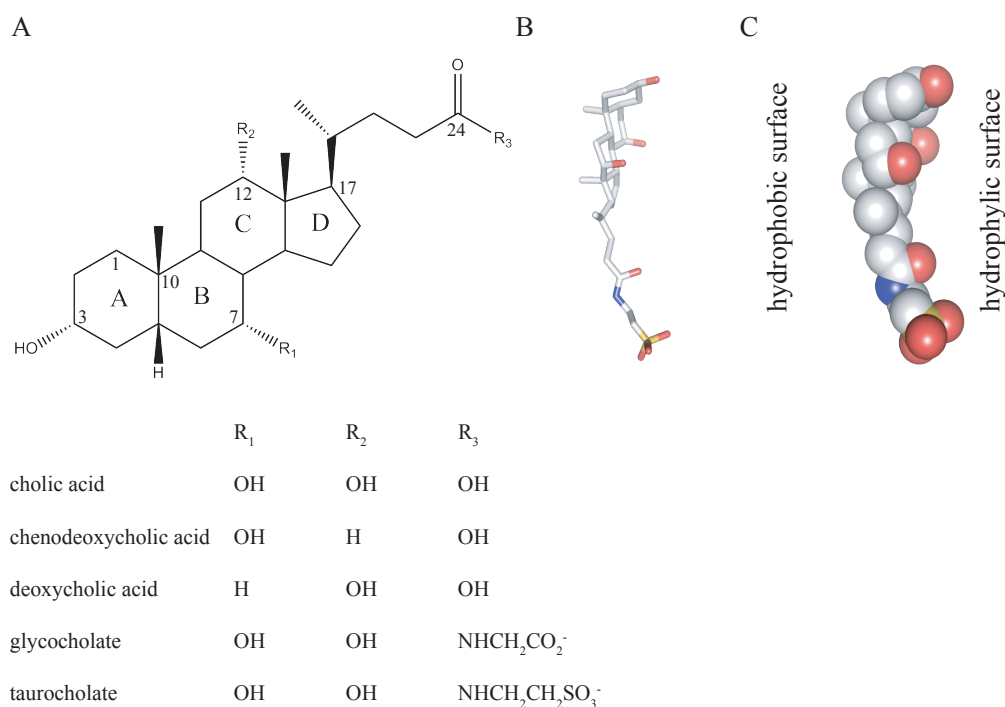 A
B
C
O
24
R₃
R₂
12
17
C
D
1
10
A
B
3
7
HO
R₁
H
hydrophobic surface
hydrophylic surface
R₁ R₂ R₃
cholic acid OH OH OH
chenodeoxycholic acid OH H OH
deoxycholic acid H OH OH
glycocholate OH OH NHCH₂CO₂⁻
taurocholate OH OH NHCH₂CH₂SO₃⁻